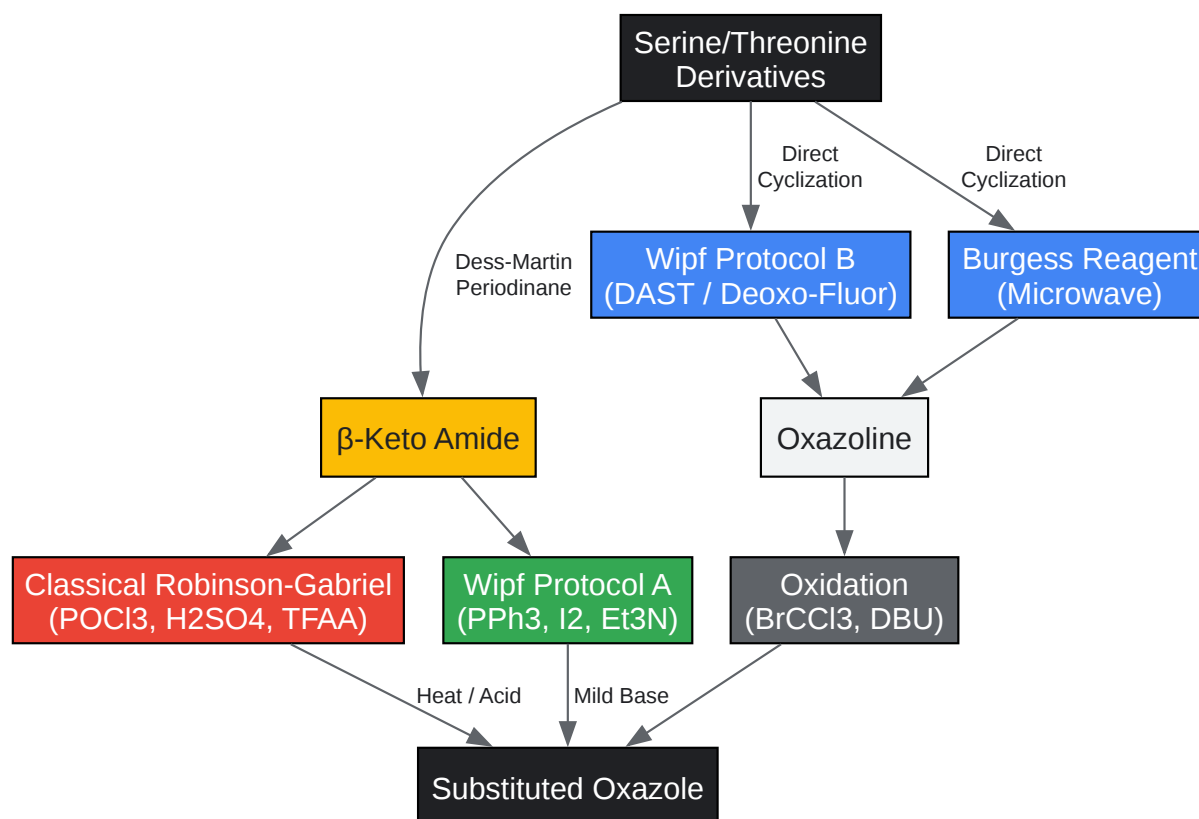 Serine/Threonine
Derivatives
Direct
Cyclization
Direct
Cyclization
Dess-Martin
Periodinane
Wipf Protocol B
(DAST / Deoxo-Fluor)
Burgess Reagent
(Microwave)
β-Keto Amide
Oxazoline
Classical Robinson-Gabriel
(POCl3, H2SO4, TFAA)
Wipf Protocol A
(PPh3, I2, Et3N)
Oxidation
(BrCCl3, DBU)
Heat / Acid
Mild Base
Substituted Oxazole